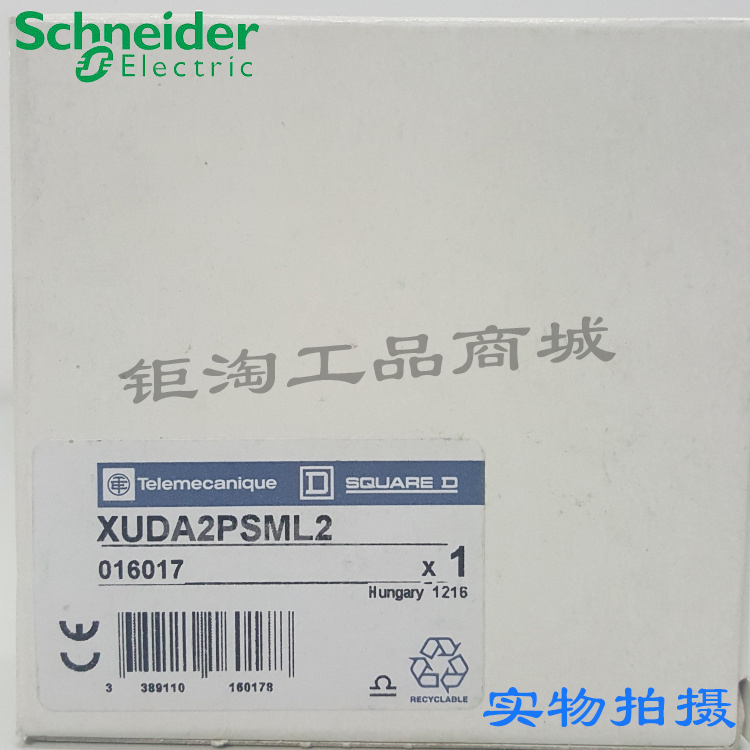 Schneider
Electric
钜淘工品商城
Telemecanique
D SQUARE D
XUDA2PSML2
016017 x 1
Hungary 1216
CE
3 389110 160178
RECYCLABLE
实物拍摄